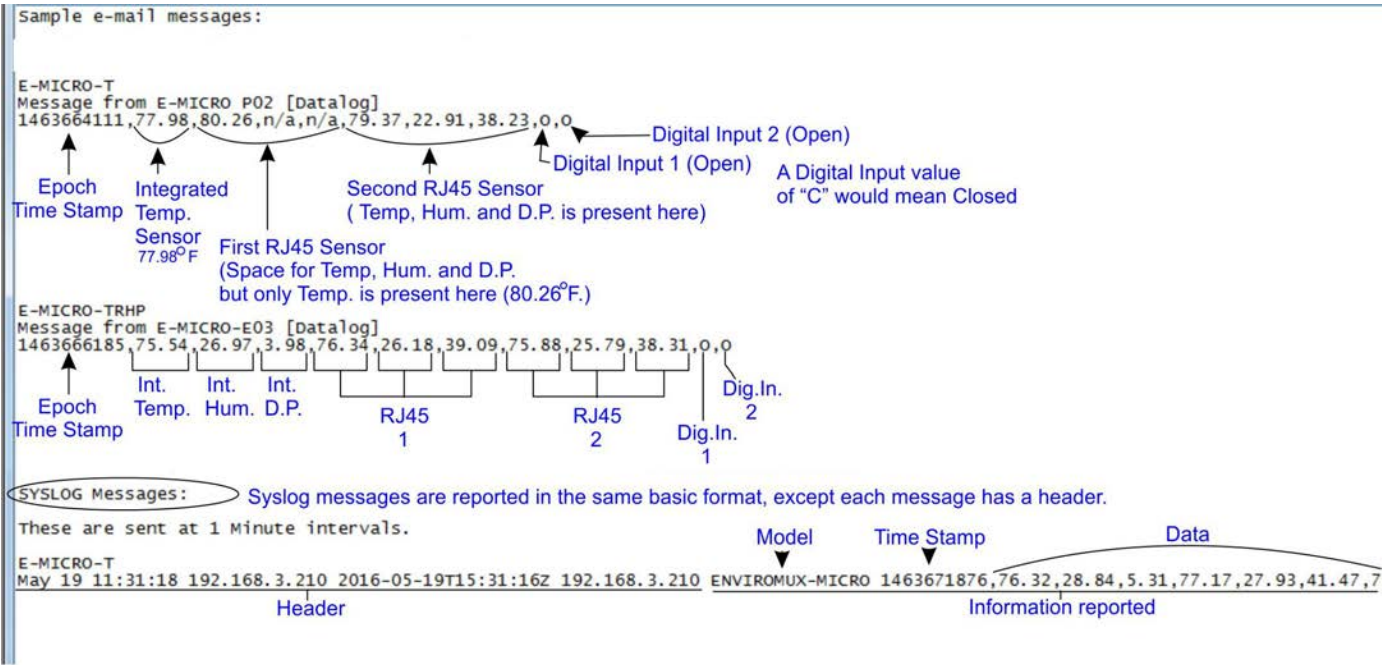 Sample e-mail messages:
E-MICRO-T
Message from E-MICRO P02 [Datalog]
1463664111,77.98,80.26,n/a,n/a,79.37,22.91,38.23,o,o
Digital Input 2 (Open)
Digital Input 1 (Open)
A Digital Input value
of “C” would mean Closed
Epoch
Time Stamp
Integrated
Temp.
Sensor
77.98°F
First RJ45 Sensor
(Space for Temp, Hum. and D.P.
but only Temp. is present here (80.26°F.)
Second RJ45 Sensor
( Temp, Hum. and D.P. is present here)
E-MICRO-TRHP
Message from E-MICRO-E03 [Datalog]
1463666185,75.54,26.97,3.98,76.34,26.18,39.09,75.88,25.79,38.31,o,o
Epoch
Time Stamp
Int.
Temp.
Int.
Hum.
Int.
D.P.
RJ45
1
RJ45
2
Dig.In.
1
Dig.In.
2
SYSLOG Messages:
Syslog messages are reported in the same basic format, except each message has a header.
These are sent at 1 Minute intervals.
Model
Time Stamp
Data
E-MICRO-T
May 19 11:31:18 192.168.3.210 2016-05-19T15:31:16Z 192.168.3.210 ENVIROMUX-MICRO 1463671876,76.32,28.84,5.31,77.17,27.93,41.47,7
Header
Information reported